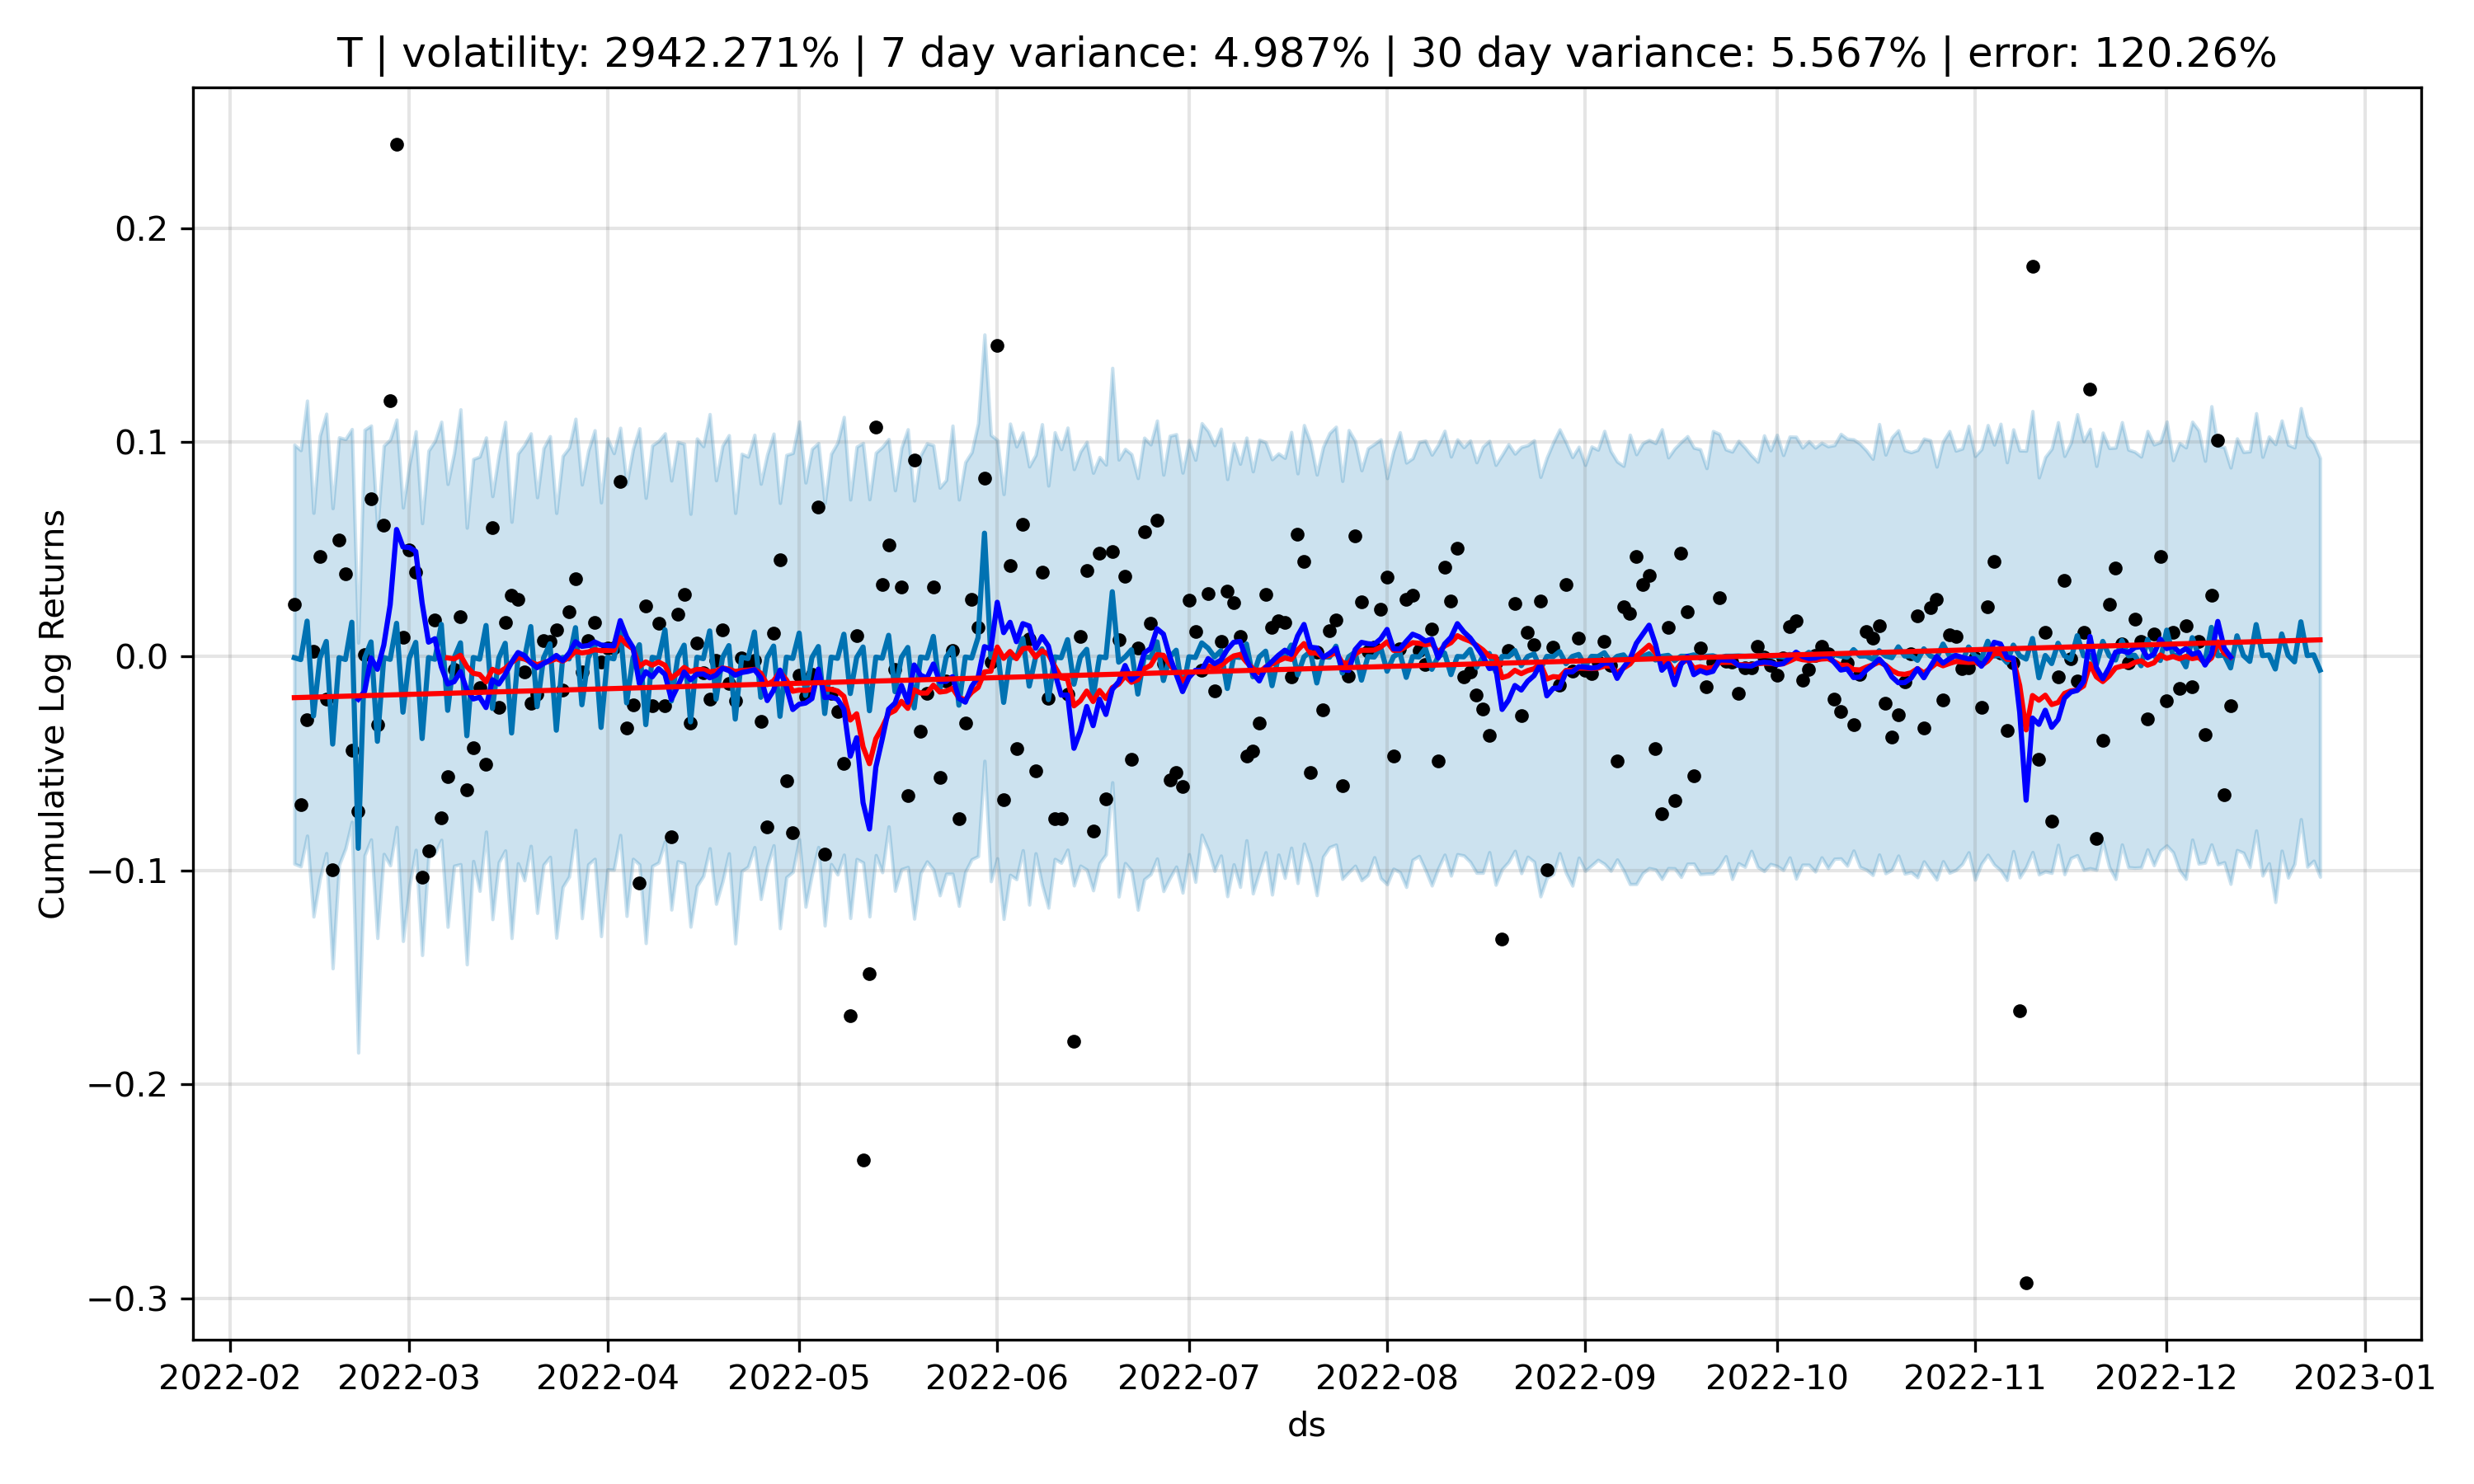 T | volatility: 2942.271% | 7 day variance: 4.987% | 30 day variance: 5.567% | error: 120.26%
Cumulative Log Returns
0.2
0.1
0.0
−0.1
−0.2
−0.3
2022-02 2022-03 2022-04 2022-05 2022-06 2022-07 2022-08 2022-09 2022-10 2022-11 2022-12 2023-01
ds